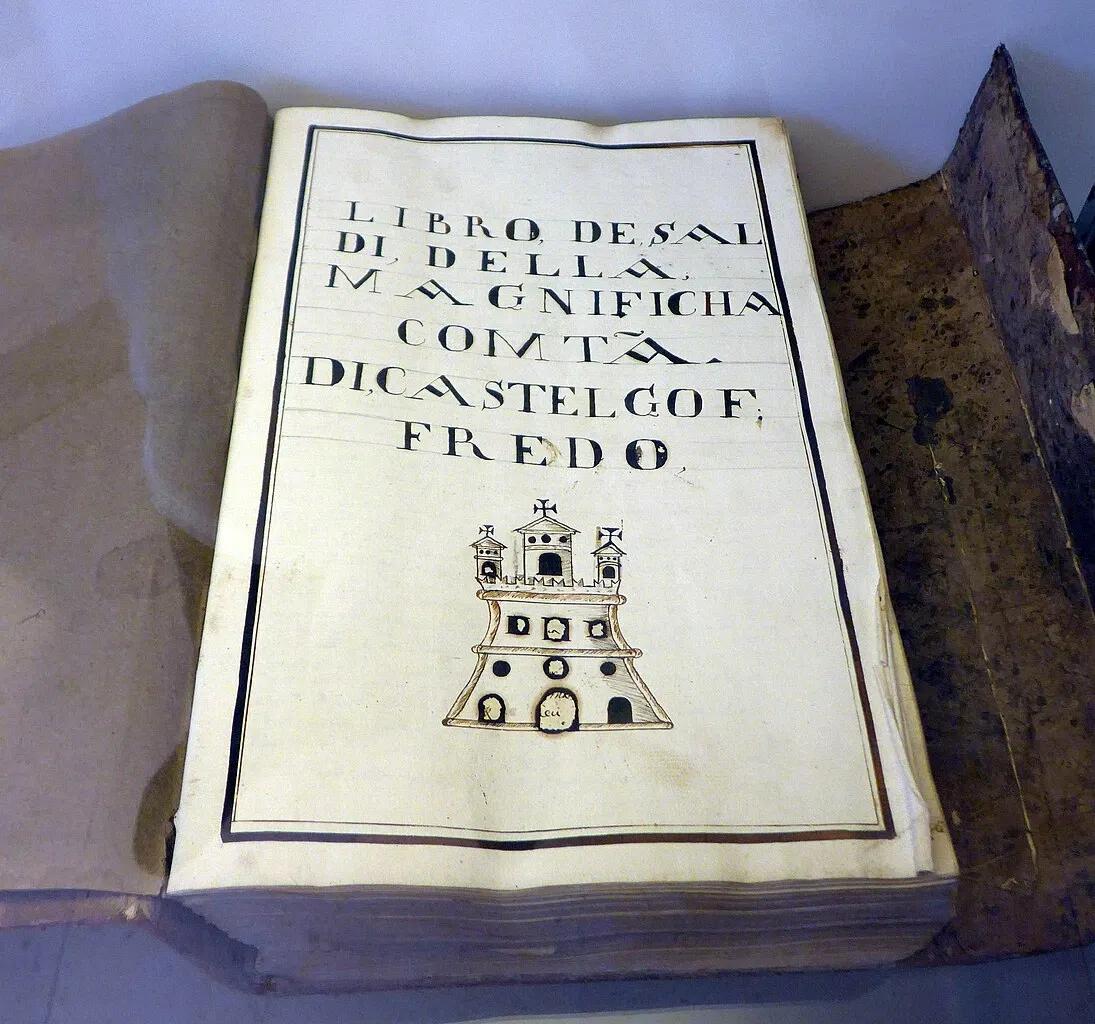 LIBRO, DE, SAL
DI, DELLA,
MAGNIFICHA
COMTÃ.
DI, CASTELGOF;
FREDO,